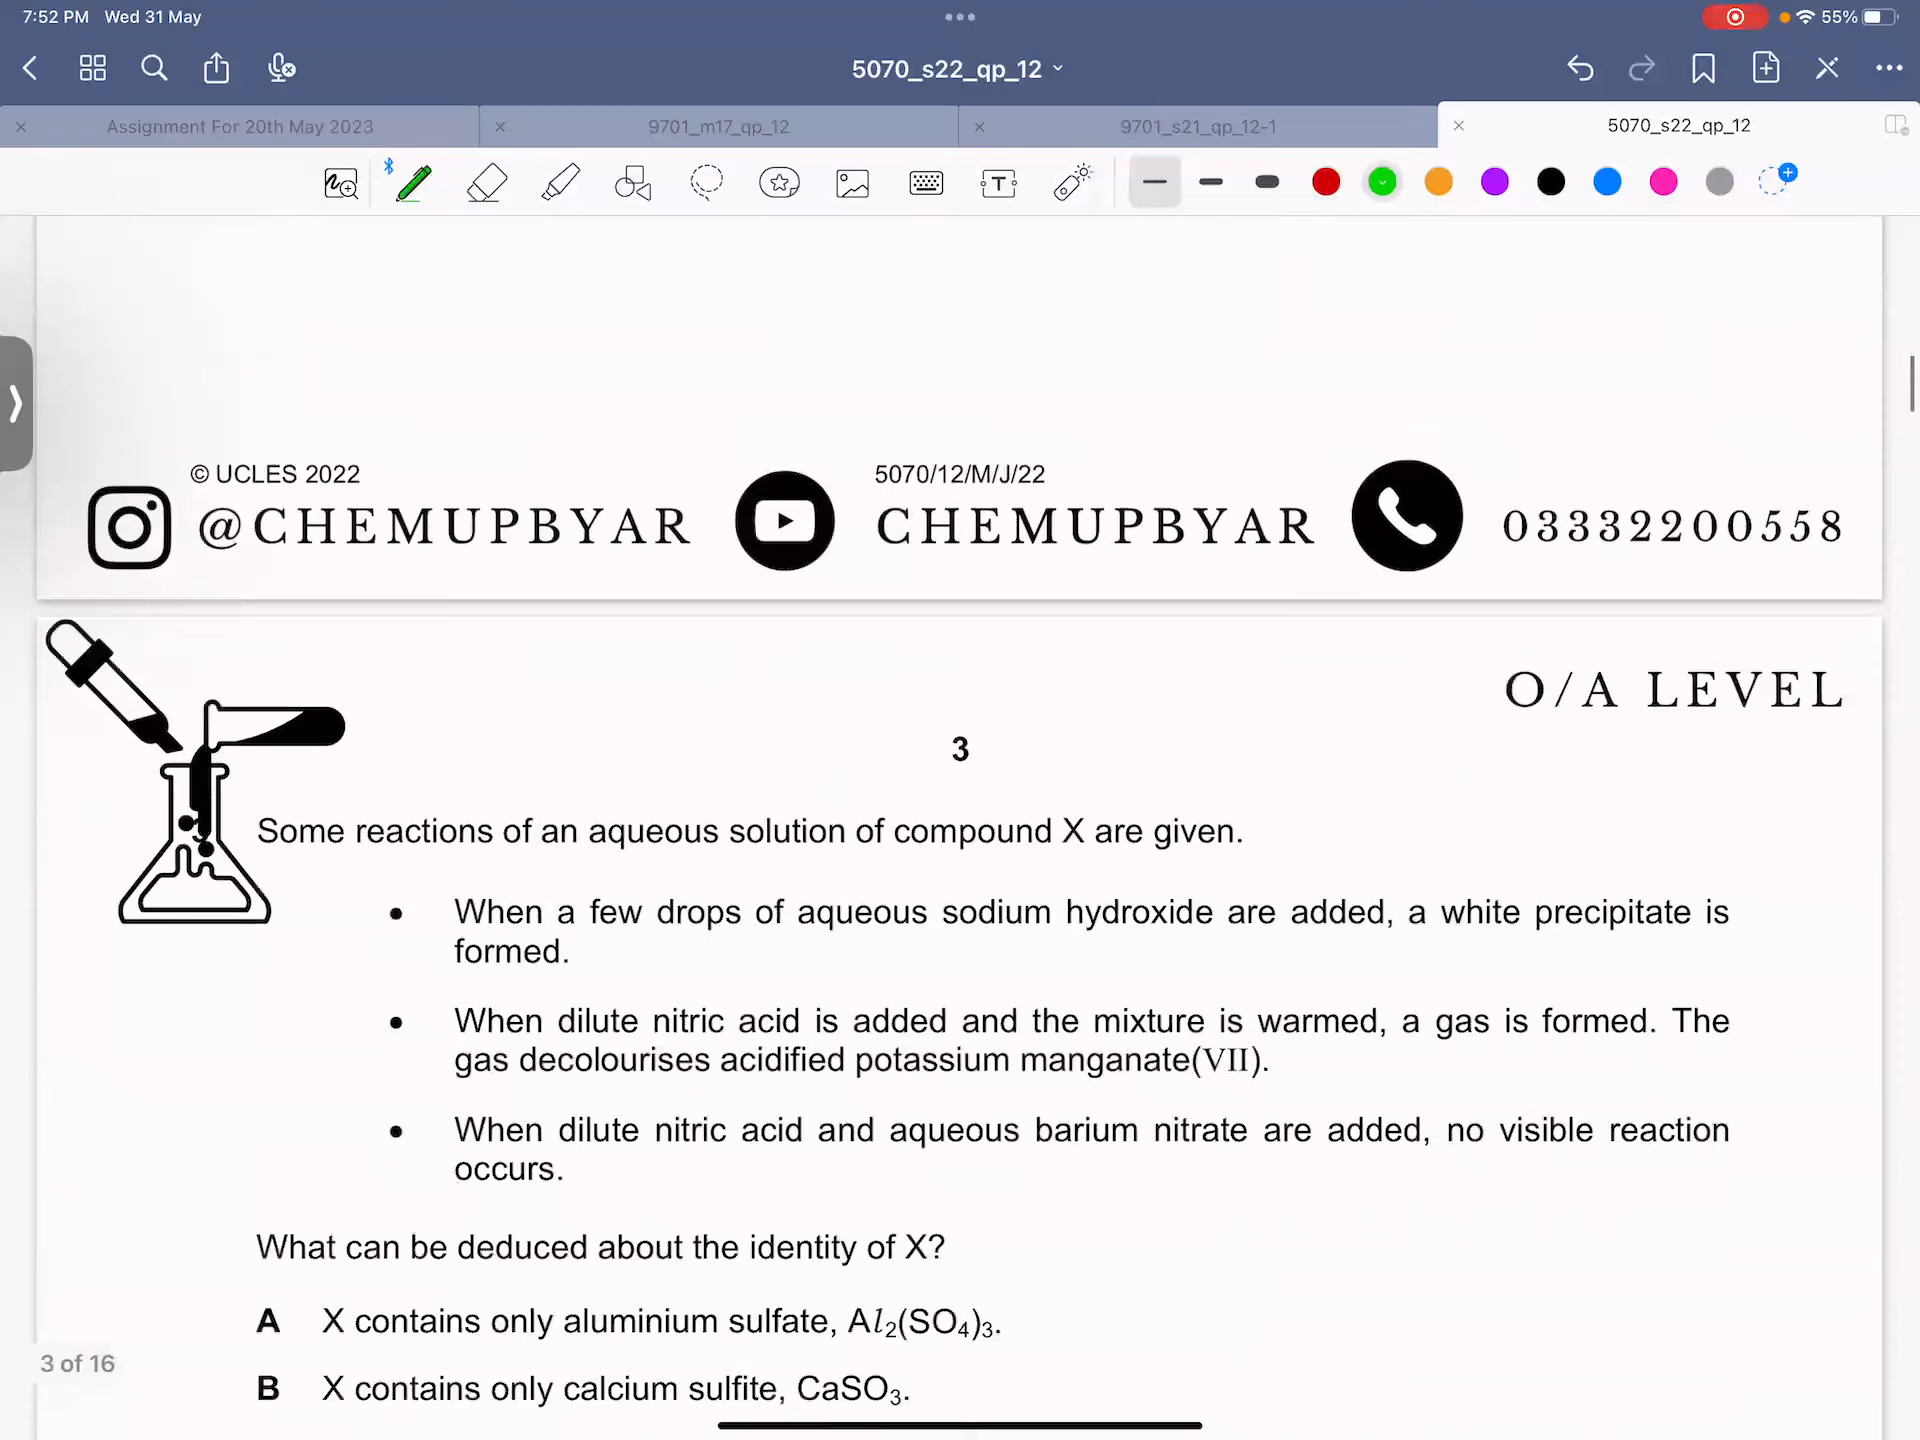 7:52 PM Wed 31 May
55%
5070_s22_qp_12
Assignment For 20th May 2023
9701_m17_qp_12
9701_s21_qp_12-1
5070_s22_qp_12
© UCLES 2022
5070/12/M/J/22
@CHEMUPBYAR
CHEMUPBYAR
03332200558
O/A LEVEL
3
Some reactions of an aqueous solution of compound X are given.
• When a few drops of aqueous sodium hydroxide are added, a white precipitate is
formed.
• When dilute nitric acid is added and the mixture is warmed, a gas is formed. The
gas decolourises acidified potassium manganate(VII).
• When dilute nitric acid and aqueous barium nitrate are added, no visible reaction
occurs.
What can be deduced about the identity of X?
A X contains only aluminium sulfate, Al₂(SO₄)₃.
3 of 16
B X contains only calcium sulfite, CaSO₃.